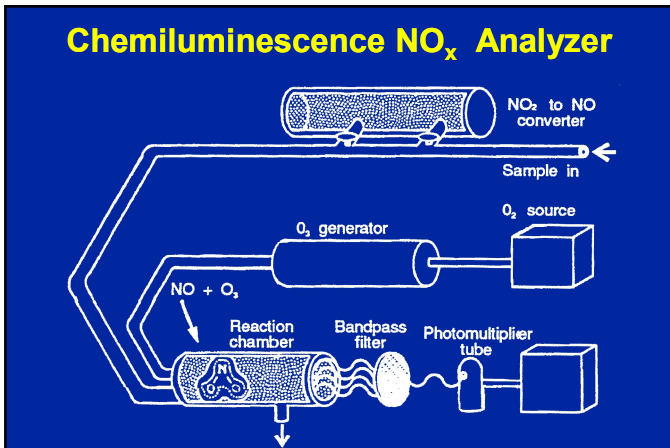 Chemiluminescence NOₓ Analyzer
NO₂ to NO
converter
Sample in
O₂ source
O₃ generator
NO + O₃
Reaction
chamber
Bandpass
filter
Photomultiplier
tube
N
O O